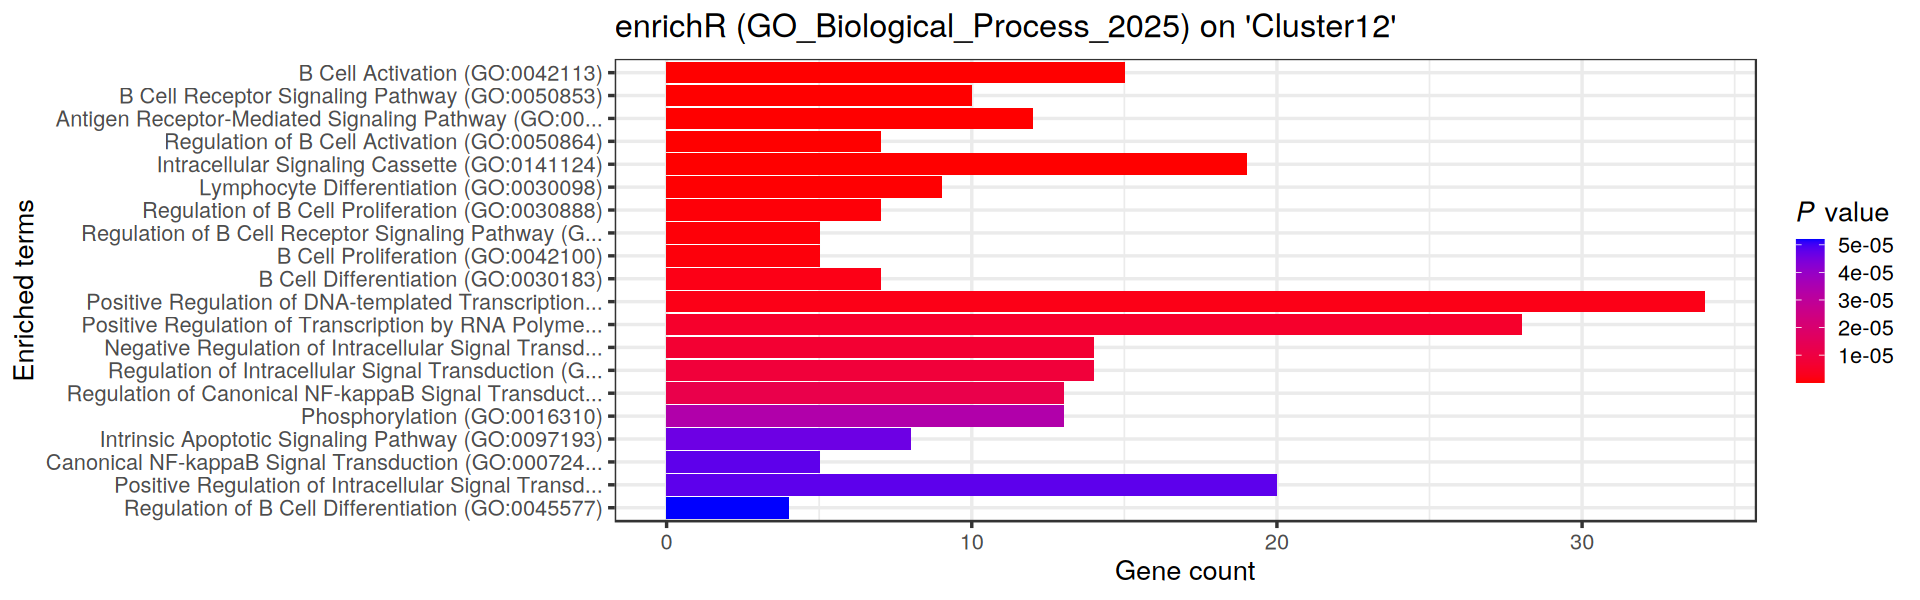 enrichR (GO_Biological_Process_2025) on 'Cluster12'
B Cell Activation (GO:0042113)
B Cell Receptor Signaling Pathway (GO:0050853)
Antigen Receptor-Mediated Signaling Pathway (GO:00...
Regulation of B Cell Activation (GO:0050864)
Intracellular Signaling Cassette (GO:0141124)
Lymphocyte Differentiation (GO:0030098)
Regulation of B Cell Proliferation (GO:0030888)
Regulation of B Cell Receptor Signaling Pathway (G...
B Cell Proliferation (GO:0042100)
B Cell Differentiation (GO:0030183)
Positive Regulation of DNA-templated Transcription...
Positive Regulation of Transcription by RNA Polyme...
Negative Regulation of Intracellular Signal Transd...
Regulation of Intracellular Signal Transduction (G...
Regulation of Canonical NF-kappaB Signal Transduct...
Phosphorylation (GO:0016310)
Intrinsic Apoptotic Signaling Pathway (GO:0097193)
Canonical NF-kappaB Signal Transduction (GO:000724...
Positive Regulation of Intracellular Signal Transd...
Regulation of B Cell Differentiation (GO:0045577)
Enriched terms
0 10 20 30
Gene count
P value
5e-05
4e-05
3e-05
2e-05
1e-05